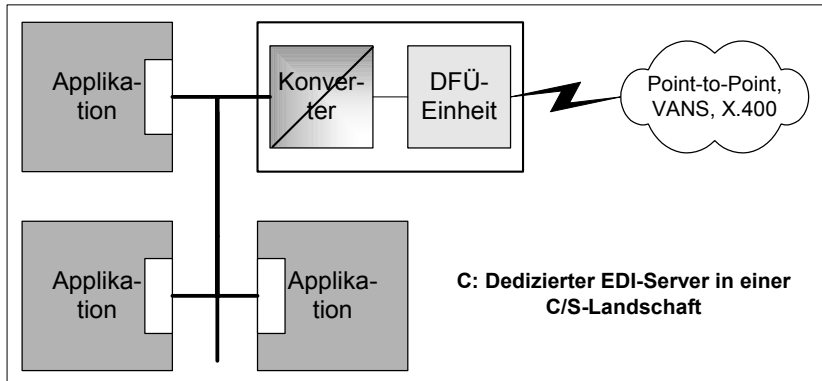 Applika-
tion
Konver-
ter
DFÜ-
Einheit
Point-to-Point,
VANS, X.400
Applika-
tion
Applika-
tion
C: Dedizierter EDI-Server in einer
C/S-Landschaft